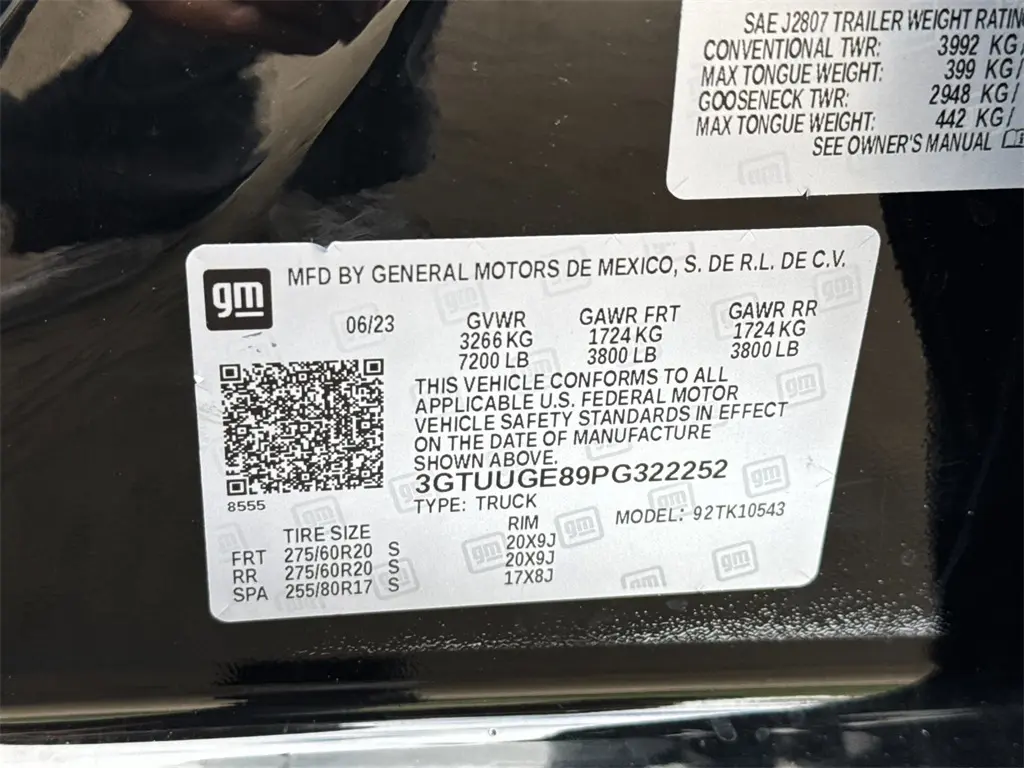 SAE J2807 TRAILER WEIGHT RATIN
CONVENTIONAL TWR: 3992 KG/
MAX TONGUE WEIGHT: 399 KG/
GOOSENECK TWR: 2948 KG/
MAX TONGUE WEIGHT: 442 KG/
SEE OWNER'S MANUAL
gm
MFD BY GENERAL MOTORS DE MEXICO, S. DE R.L. DE C.V.
06/23 GVWR GAWR FRT GAWR RR
3266 KG 1724 KG 1724 KG
7200 LB 3800 LB 3800 LB
THIS VEHICLE CONFORMS TO ALL
APPLICABLE U.S. FEDERAL MOTOR
VEHICLE SAFETY STANDARDS IN EFFECT
ON THE DATE OF MANUFACTURE
SHOWN ABOVE.
3GTUUGE89PG322252
8555
TYPE: TRUCK
MODEL: 92TK10543
TIRE SIZE RIM
FRT 275/60R20 S 20X9J
RR 275/60R20 S 20X9J
SPA 255/80R17 S 17X8J